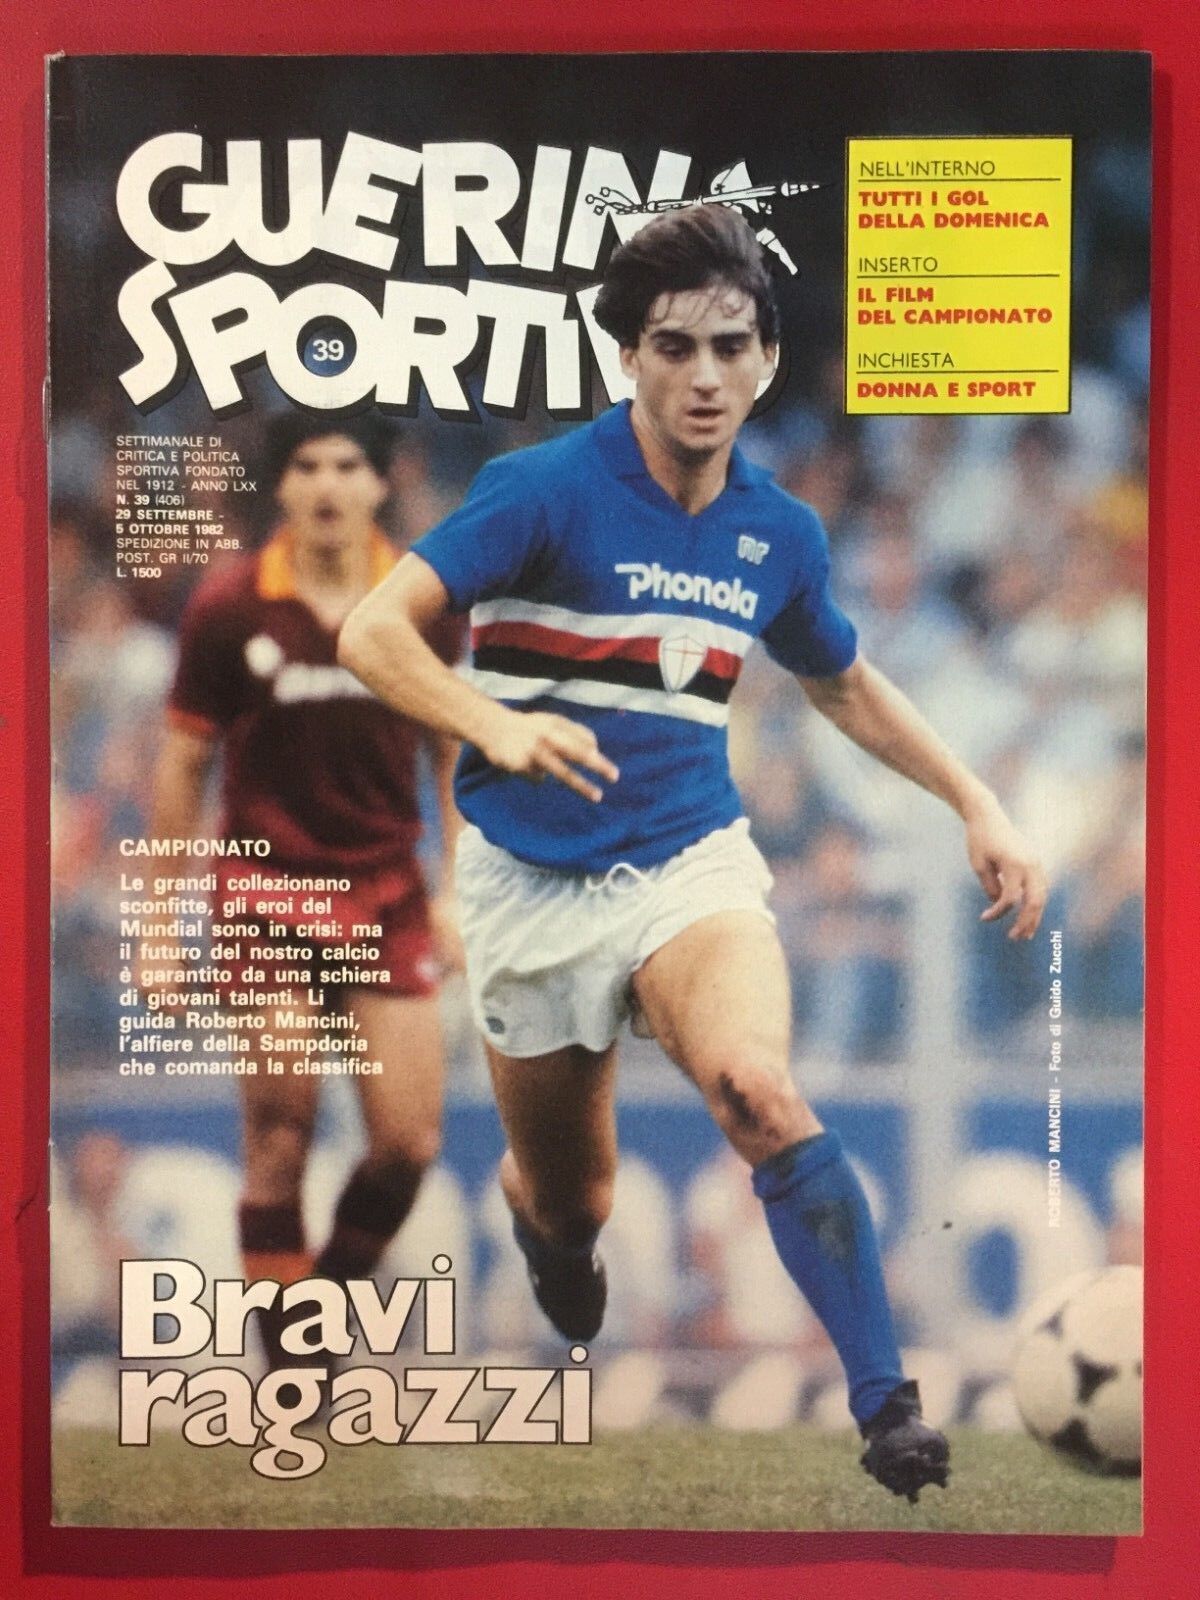 GUERIN
SPORTIVO
39
NELL'INTERNO
TUTTI I GOL
DELLA DOMENICA
INSERTO
IL FILM
DEL CAMPIONATO
INCHIESTA
DONNA E SPORT
SETTIMANALE DI
CRITICA E POLITICA
SPORTIVA FONDATO
NEL 1912 - ANNO LXX
N. 39 (406)
29 SETTEMBRE -
5 OTTOBRE 1982
SPEDIZIONE IN ABB.
POST. GR II/70
L. 1500
nr
Phonola
CAMPIONATO
Le grandi collezionano
sconfitte, gli eroi del
Mundial sono in crisi: ma
il futuro del nostro calcio
è garantito da una schiera
di giovani talenti. Li
guida Roberto Mancini,
l'alfiere della Sampdoria
che comanda la classifica
ROBERTO MANCINI - Foto di Guido Zucchi
Bravi
ragazzi